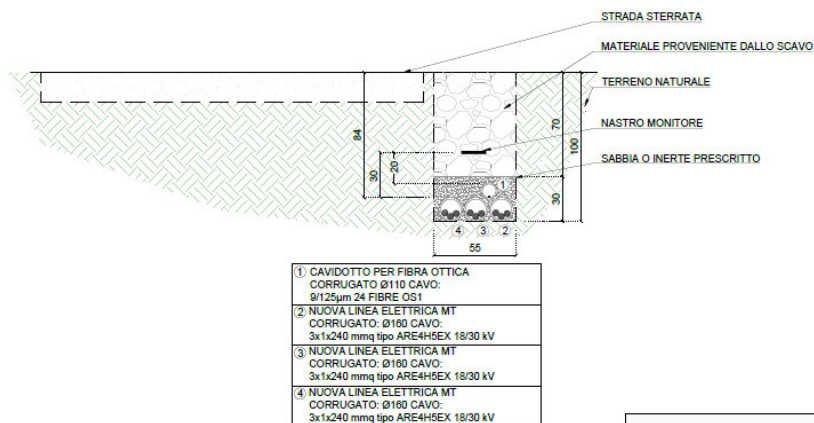 STRADA STERRATA
MATERIALE PROVENIENTE DALLO SCAVO
TERRENO NATURALE
NASTRO MONITORE
SABBIA O INERTE PRESCRITTO
84
30
20
70
100
30
1
4
3
2
55
1 CAVIDOTTO PER FIBRA OTTICA
CORRUGATO Ø110 CAVO:
9/125µm 24 FIBRE OS1
2 NUOVA LINEA ELETTRICA MT
CORRUGATO: Ø160 CAVO:
3x1x240 mmq tipo ARE4H5EX 18/30 kV
3 NUOVA LINEA ELETTRICA MT
CORRUGATO: Ø160 CAVO:
3x1x240 mmq tipo ARE4H5EX 18/30 kV
4 NUOVA LINEA ELETTRICA MT
CORRUGATO: Ø160 CAVO:
3x1x240 mmq tipo ARE4H5EX 18/30 kV